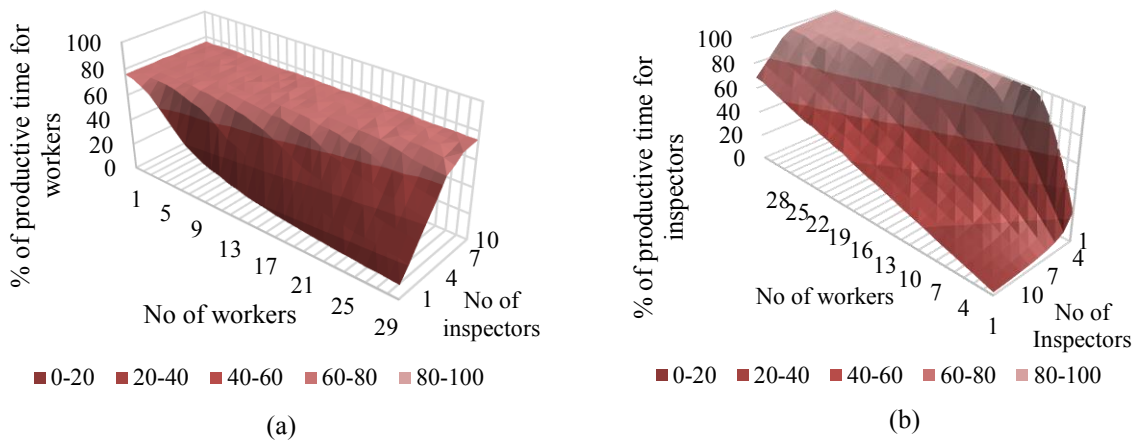 % of productive time for
workers
100
80
60
40
20
0
1
5
9
13
17
21
25
29
No of workers
1
4
7
10
No of
inspectors
0-20 20-40 40-60 60-80 80-100
(a)
% of productive time for
inspectors
100
80
60
40
20
0
28
25
22
19
16
13
10
7
4
1
No of workers
1
4
7
10
No of
Inspectors
0-20 20-40 40-60 60-80 80-100
(b)